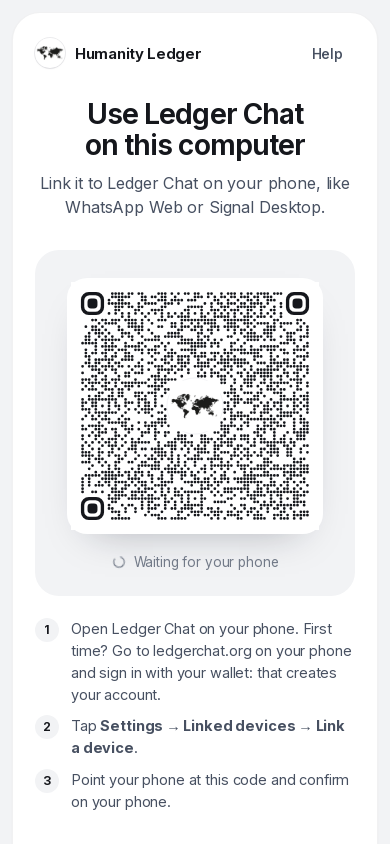 Humanity Ledger
Help
Use Ledger Chat
on this computer
Link it to Ledger Chat on your phone, like
WhatsApp Web or Signal Desktop.
Waiting for your phone
1 Open Ledger Chat on your phone. First
time? Go to ledgerchat.org on your phone
and sign in with your wallet: that creates
your account.
2 Tap Settings → Linked devices → Link
a device.
3 Point your phone at this code and confirm
on your phone.